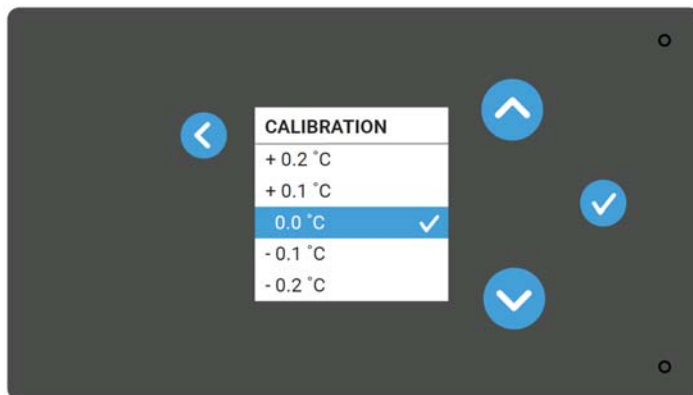 CALIBRATION
+ 0.2 °C
+ 0.1 °C
0.0 °C
- 0.1 °C
- 0.2 °C